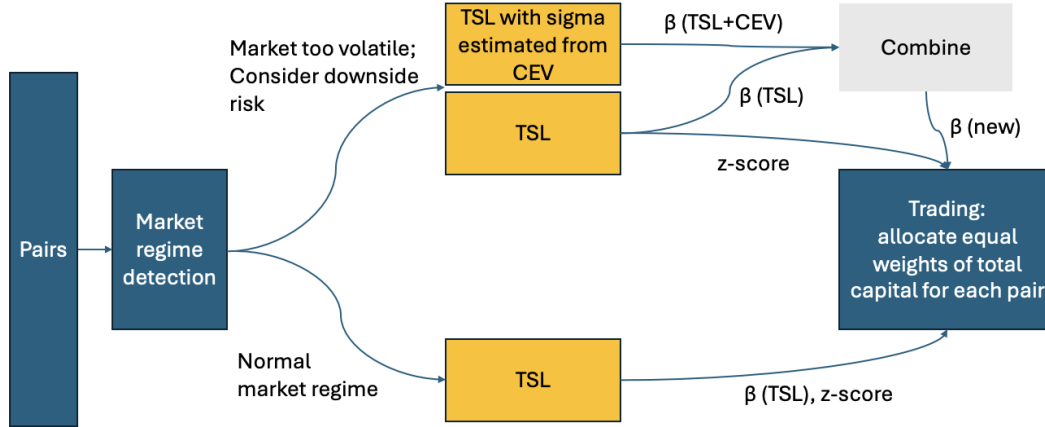 Pairs
Market
regime
detection
Market too volatile;
Consider downside
risk
Normal
market regime
TSL with sigma
estimated from
CEV
TSL
TSL
β (TSL+CEV)
β (TSL)
z-score
β (TSL), z-score
Combine
β (new)
Trading:
allocate equal
weights of total
capital for each pair